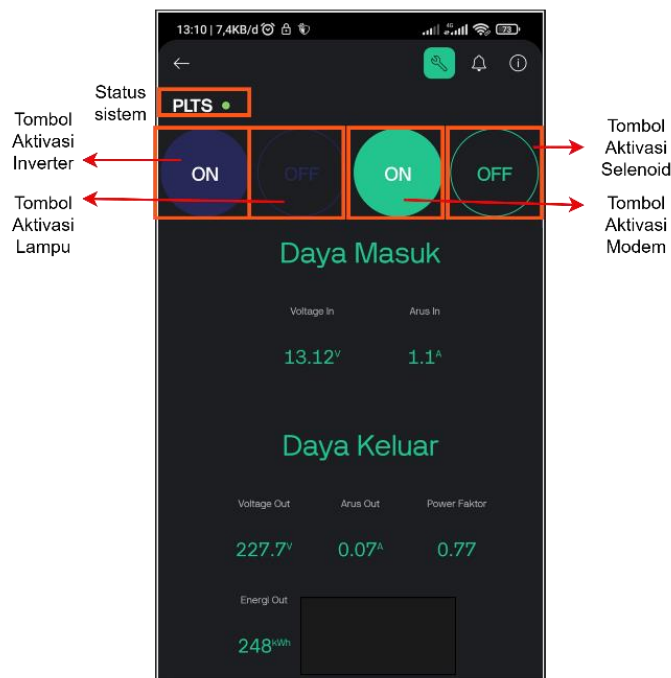 13:10 | 7,4KB/d
4G
73
Status
sistem
PLTS
Tombol
Aktivasi
Inverter
Tombol
Aktivasi
Lampu
ON
OFF
ON
OFF
Tombol
Aktivasi
Selenoid
Tombol
Aktivasi
Modem
Daya Masuk
Voltage In Arus In
13.12V 1.1A
Daya Keluar
Voltage Out Arus Out Power Faktor
227.7V 0.07A 0.77
Energi Out
248kWh